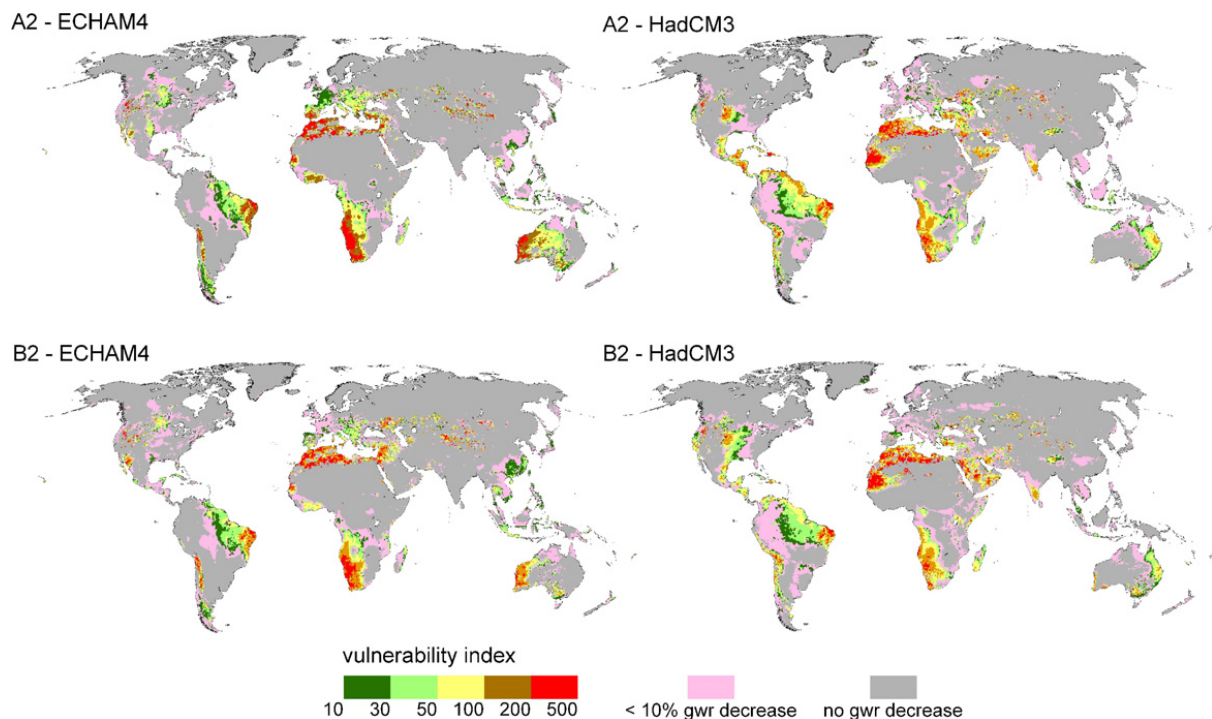 A2 - ECHAM4
A2 - HadCM3
B2 - ECHAM4
B2 - HadCM3
vulnerability index
10 30 50 100 200 500
< 10% gwr decrease
no gwr decrease